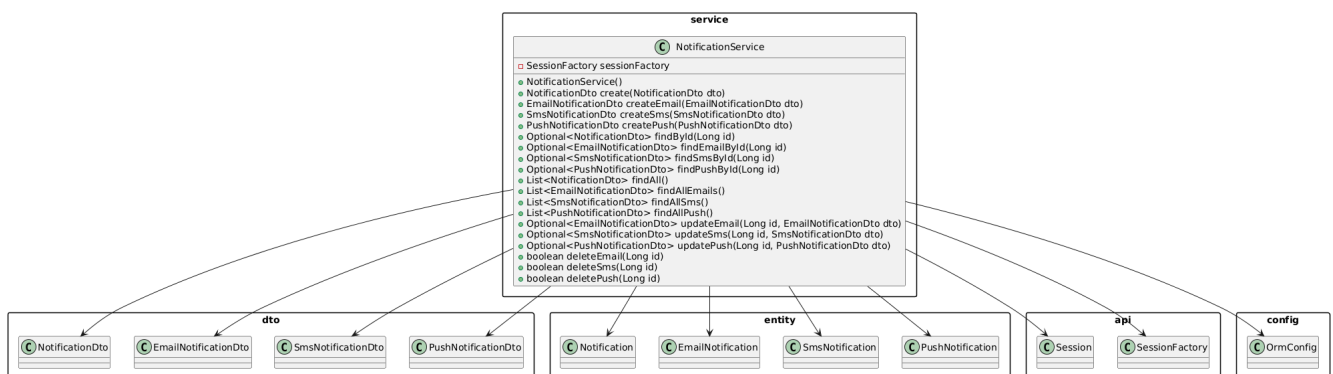 service
C NotificationService
SessionFactory sessionFactory
NotificationService()
NotificationDto create(NotificationDto dto)
EmailNotificationDto createEmail(EmailNotificationDto dto)
SmsNotificationDto createSms(SmsNotificationDto dto)
PushNotificationDto createPush(PushNotificationDto dto)
Optional<NotificationDto> findById(Long id)
Optional<EmailNotificationDto> findEmailById(Long id)
Optional<SmsNotificationDto> findSmsById(Long id)
Optional<PushNotificationDto> findPushById(Long id)
List<NotificationDto> findAll()
List<EmailNotificationDto> findAllEmails()
List<SmsNotificationDto> findAllSms()
List<PushNotificationDto> findAllPush()
Optional<EmailNotificationDto> updateEmail(Long id, EmailNotificationDto dto)
Optional<SmsNotificationDto> updateSms(Long id, SmsNotificationDto dto)
Optional<PushNotificationDto> updatePush(Long id, PushNotificationDto dto)
boolean deleteEmail(Long id)
boolean deleteSms(Long id)
boolean deletePush(Long id)
dto
C NotificationDto
C EmailNotificationDto
C SmsNotificationDto
C PushNotificationDto
entity
C Notification
C EmailNotification
C SmsNotification
C PushNotification
api
C Session
C SessionFactory
config
C OrmConfig